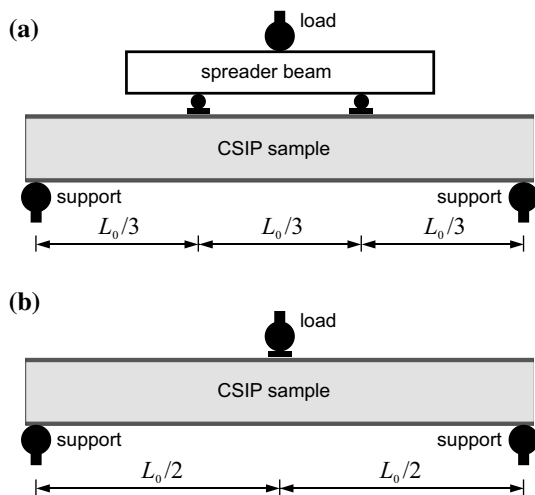 (a)
load
spreader beam
CSIP sample
support support
L₀/3 L₀/3 L₀/3
(b)
load
CSIP sample
support support
L₀/2 L₀/2